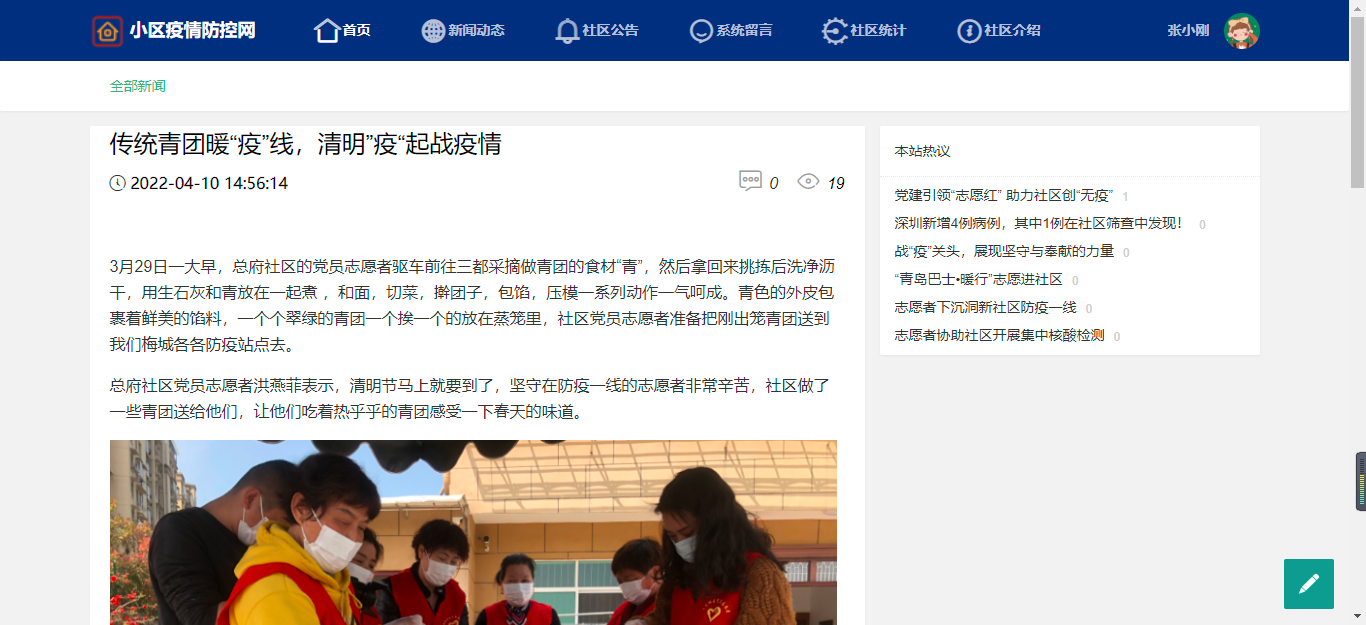 小区疫情防控网
首页
新闻动态
社区公告
系统留言
社区统计
社区介绍
张小刚
全部新闻
传统青团暖“疫”线，清明”疫“起战疫情
2022-04-10 14:56:14
0
19
3月29日一大早，总府社区的党员志愿者驱车前往三都采摘做青团的食材“青”，然后拿回来挑拣后洗净沥
干，用生石灰和青放在一起煮 ，和面，切菜，擀团子，包馅，压模一系列动作一气呵成。青色的外皮包
裹着鲜美的馅料，一个个翠绿的青团一个挨一个的放在蒸笼里，社区党员志愿者准备把刚出笼青团送到
我们梅城各各防疫站点去。
总府社区党员志愿者洪燕菲表示，清明节马上就要到了，坚守在防疫一线的志愿者非常辛苦，社区做了
一些青团送给他们，让他们吃着热乎乎的青团感受一下春天的味道。
本站热议
党建引领“志愿红” 助力社区创“无疫” 1
深圳新增4例病例，其中1例在社区筛查中发现！ 0
战“疫”关头，展现坚守与奉献的力量 0
“青岛巴士•暖行”志愿进社区 0
志愿者下沉洞新社区防疫一线 0
志愿者协助社区开展集中核酸检测 0